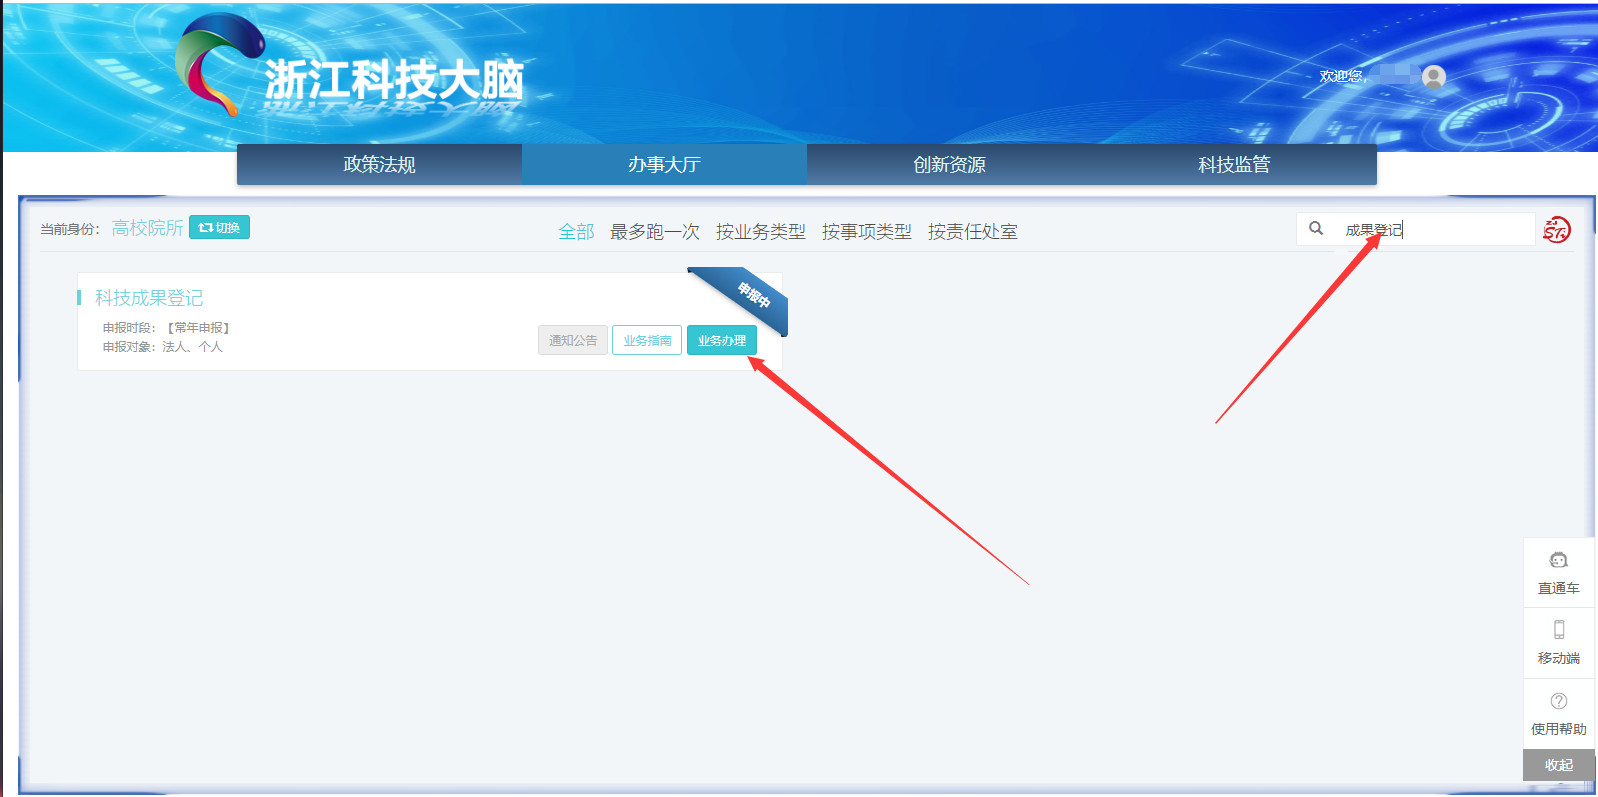 浙江科技大脑
欢迎您,
政策法规 办事大厅 创新资源 科技监管
当前身份： 高校院所 切换 全部 最多跑一次 按业务类型 按事项类型 按责任处室 成果登记 ZJ STI
申报中
科技成果登记
申报时段：【常年申报】
申报对象：法人、个人
通知公告 业务指南 业务办理
直通车
移动端
使用帮助
收起